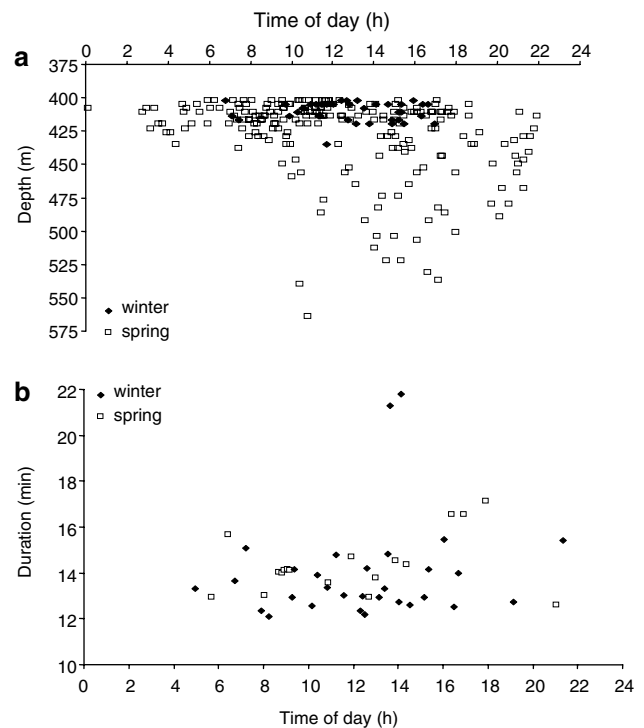 Time of day (h)
a
0 2 4 6 8 10 12 14 16 18 20 22 24
375
400
425
450
475
500
525
550
575
Depth (m)
winter
spring
b
22
20
18
16
14
12
10
Duration (min)
winter
spring
0 2 4 6 8 10 12 14 16 18 20 22 24
Time of day (h)